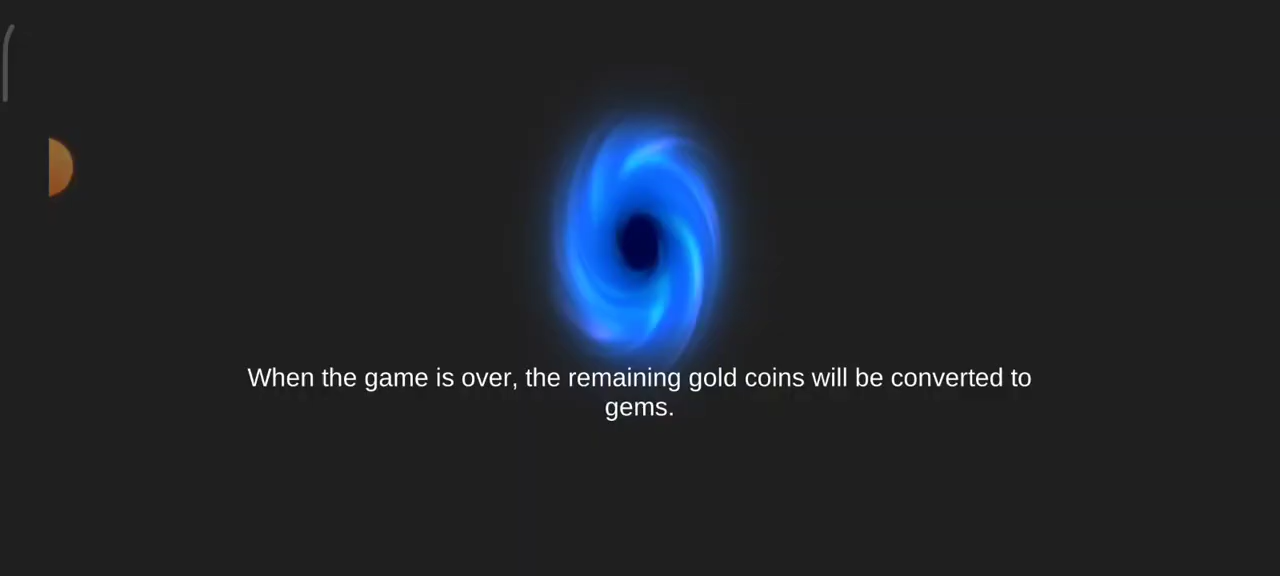 When the game is over, the remaining gold coins will be converted to
gems.